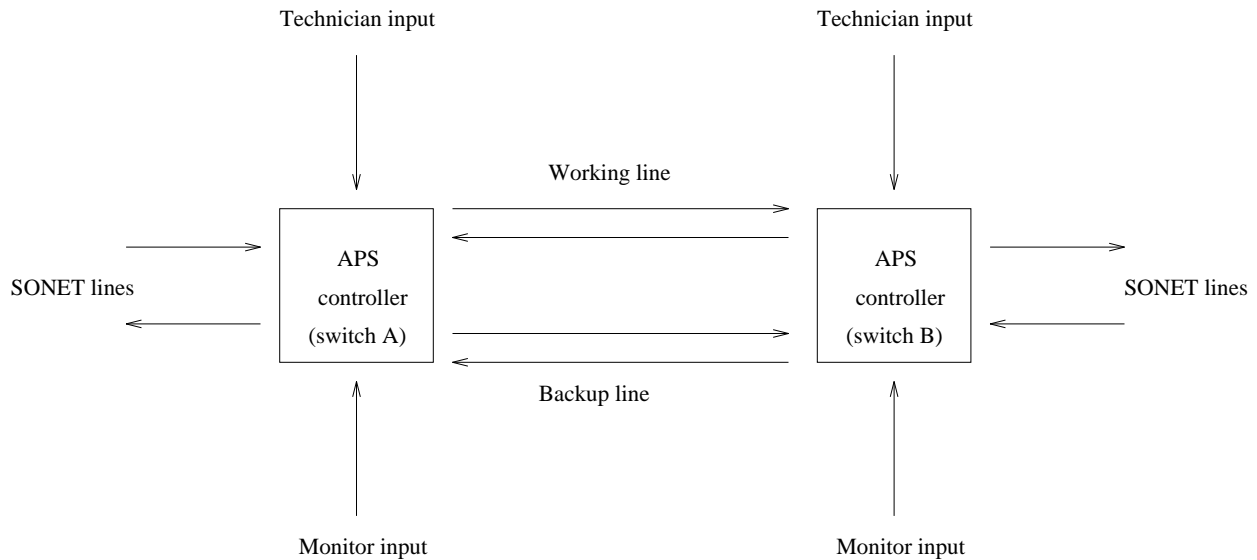 Technician input
Technician input
Working line
APS
controller
(switch A)
APS
controller
(switch B)
SONET lines
SONET lines
Backup line
Monitor input
Monitor input